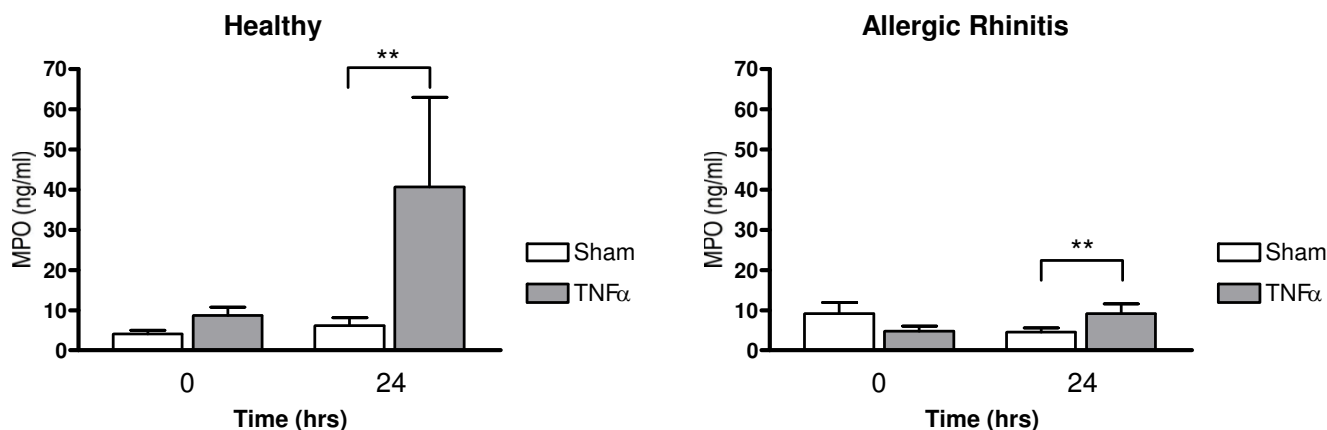 Healthy
**
70
60
50
40
30
20
10
0
MPO (ng/ml)
Sham
TNFα
0 24
Time (hrs)
Allergic Rhinitis
70
60
50
40
30
20
10
0
MPO (ng/ml)
**
Sham
TNFα
0 24
Time (hrs)